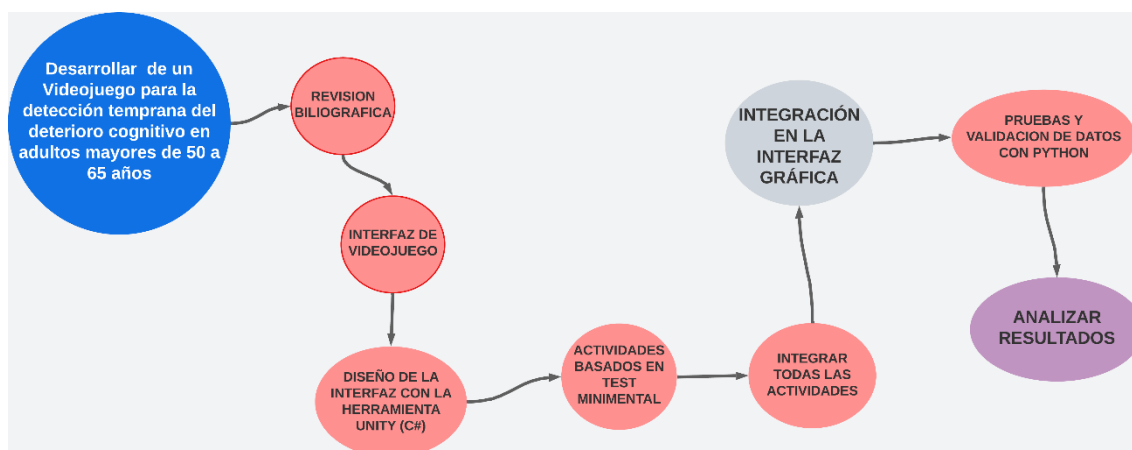 Desarrollar de un
Videojuego para la
detección temprana del
deterioro cognitivo en
adultos mayores de 50 a
65 años
REVISION
BILIOGRAFICA
INTERFAZ DE
VIDEOJUEGO
DISEÑO DE LA
INTERFAZ CON LA
HERRAMIENTA
UNITY (C#)
ACTIVIDADES
BASADOS EN
TEST
MINIMENTAL
INTEGRAR
TODAS LAS
ACTIVIDADES
INTEGRACIÓN
EN LA
INTERFAZ
GRÁFICA
PRUEBAS Y
VALIDACION DE DATOS
CON PYTHON
ANALIZAR
RESULTADOS